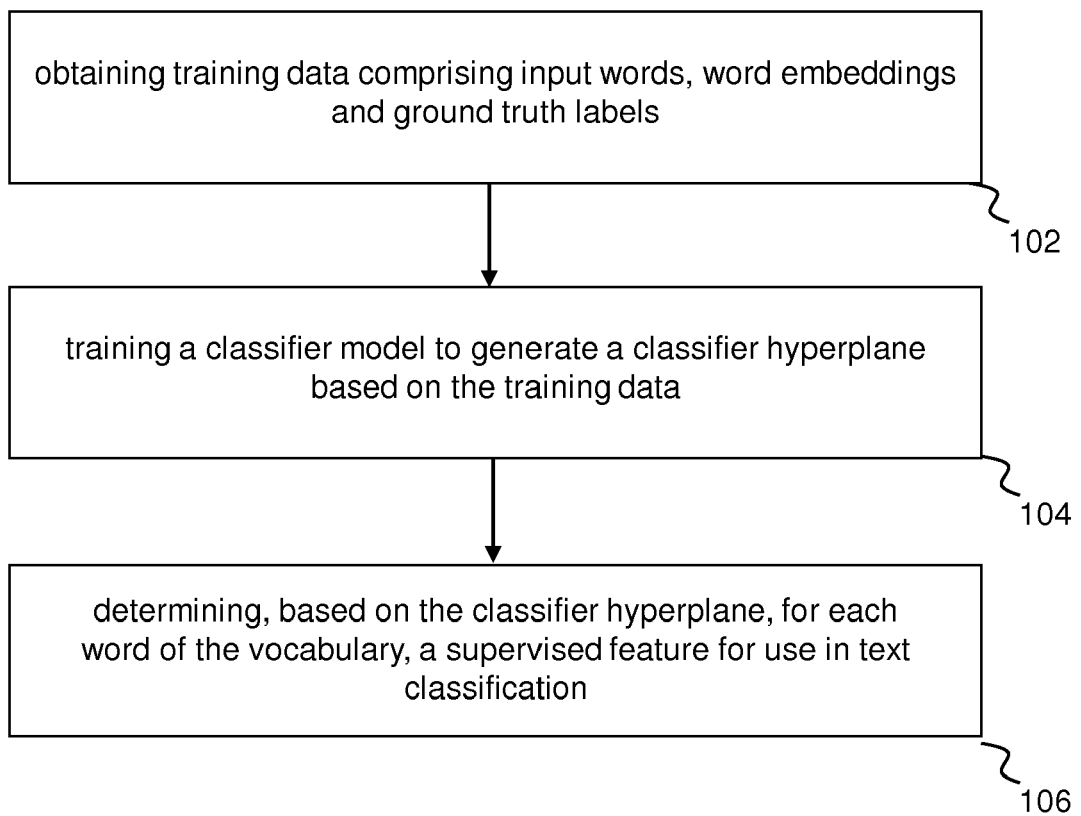 obtaining training data comprising input words, word embeddings
and ground truth labels
102
training a classifier model to generate a classifier hyperplane
based on the training data
104
determining, based on the classifier hyperplane, for each
word of the vocabulary, a supervised feature for use in text
classification
106